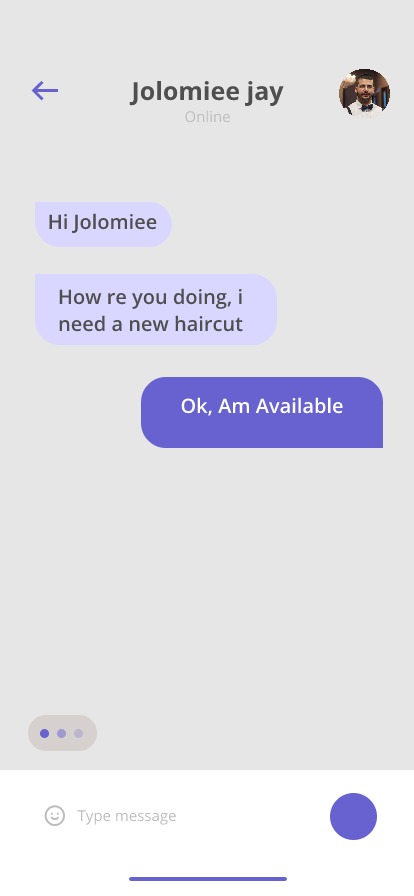 Jolomiee jay
Online
Hi Jolomiee
How re you doing, i
need a new haircut
Ok, Am Available
Type message